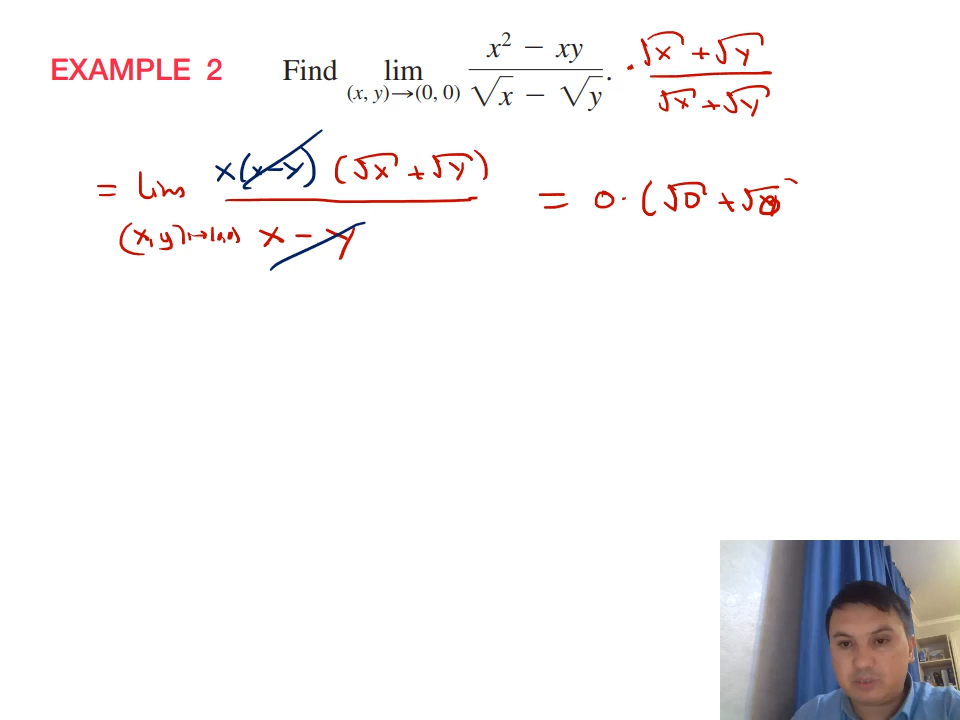 EXAMPLE 2 Find lim (x, y)→(0, 0) x² − xy / √x − √y . · √x + √y / √x + √y
= lim (x,y)→(0,0) x(x−y) (√x + √y) / x − y = 0 · (√0 + √0